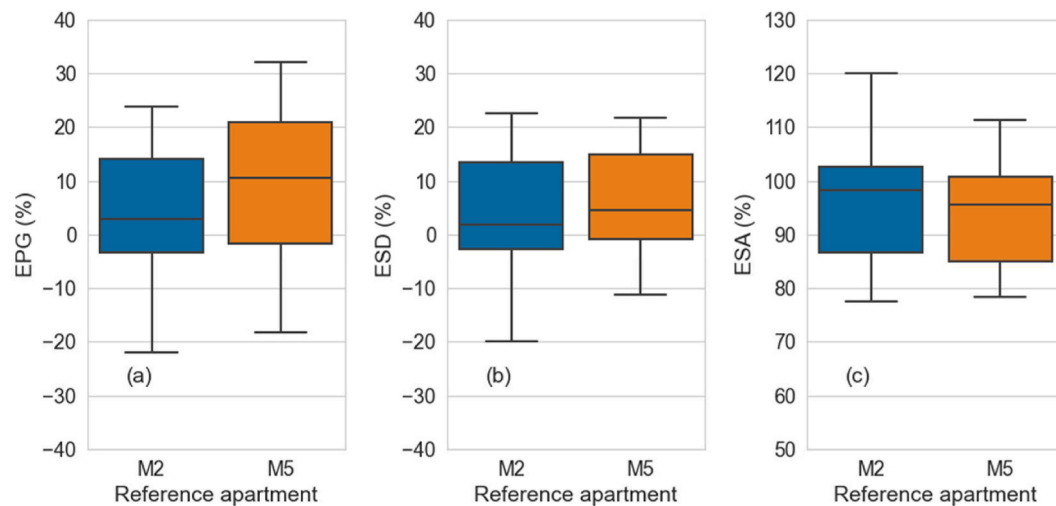 EPG (%)
40
30
20
10
0
−10
−20
−30
−40
(a)
M2
M5
Reference apartment
ESD (%)
40
30
20
10
0
−10
−20
−30
−40
(b)
M2
M5
Reference apartment
ESA (%)
130
120
110
100
90
80
70
60
50
(c)
M2
M5
Reference apartment